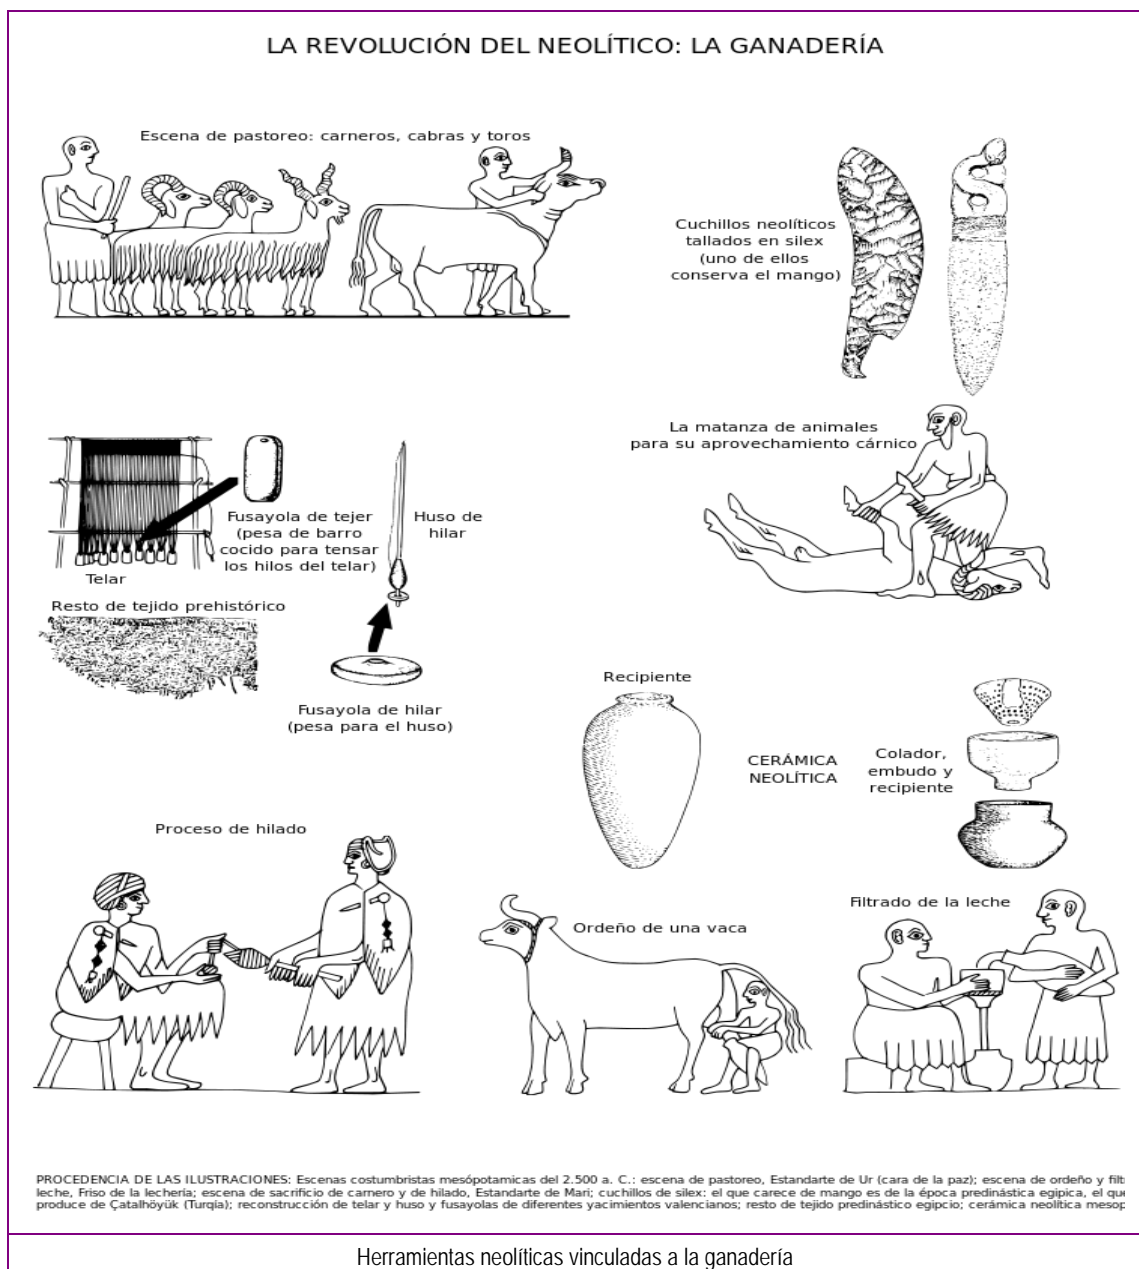 LA REVOLUCIÓN DEL NEOLÍTICO: LA GANADERÍA
Escena de pastoreo: carneros, cabras y toros
Cuchillos neolíticos
tallados en silex
(uno de ellos
conserva el mango)
La matanza de animales
para su aprovechamiento cárnico
Fusayola de tejer
(pesa de barro
cocido para tensar
los hilos del telar)
Huso de
hilar
Telar
Resto de tejido prehistórico
Fusayola de hilar
(pesa para el huso)
Recipiente
CERÁMICA
NEOLÍTICA
Colador,
embudo y
recipiente
Proceso de hilado
Ordeño de una vaca
Filtrado de la leche
PROCEDENCIA DE LAS ILUSTRACIONES: Escenas costumbristas mesópotamicas del 2.500 a. C.: escena de pastoreo, Estandarte de Ur (cara de la paz); escena de ordeño y filt
leche, Friso de la lechería; escena de sacrificio de carnero y de hilado, Estandarte de Mari; cuchillos de silex: el que carece de mango es de la época predinástica egipica, el que
produce de Çatalhöyük (Turqía); reconstrucción de telar y huso y fusayolas de diferentes yacimientos valencianos; resto de tejido predinástico egipcio; cerámica neolítica mesop
Herramientas neolíticas vinculadas a la ganadería